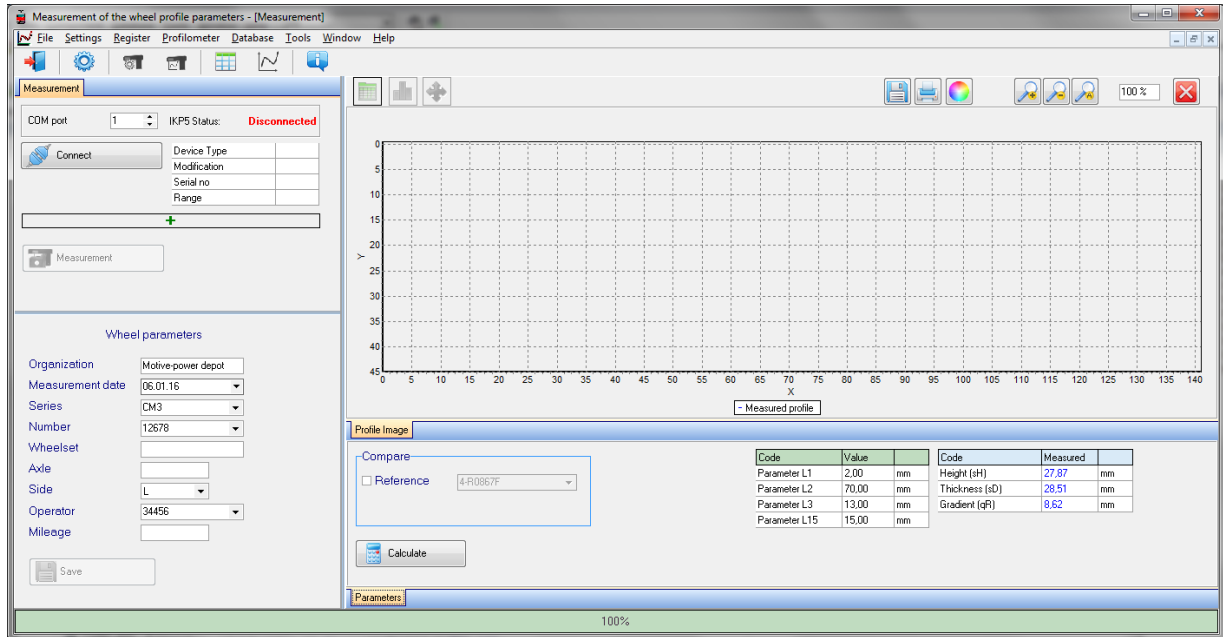 Measurement of the wheel profile parameters - [Measurement]
File Settings Register Profilometer Database Tools Window Help
Measurement
COM port 1 IKP5 Status: Disconnected
Connect
Device Type
Modification
Serial no
Range
+
Measurement
Wheel parameters
Organization Motive-power depot
Measurement date 06.01.16
Series CM3
Number 12678
Wheelset
Axle
Side L
Operator 34456
Mileage
Save
100 %
0
5
10
15
20
25
30
35
40
45
Y
0 5 10 15 20 25 30 35 40 45 50 55 60 65 70 75 80 85 90 95 100 105 110 115 120 125 130 135 140
X
- Measured profile
Profile Image
Compare
Reference 4-R0867F
Calculate
Code Value
Parameter L1 2,00 mm
Parameter L2 70,00 mm
Parameter L3 13,00 mm
Parameter L15 15,00 mm
Code Measured
Height (sH) 27,87 mm
Thickness (sD) 28,51 mm
Gradient (qR) 8,62 mm
Parameters
100%